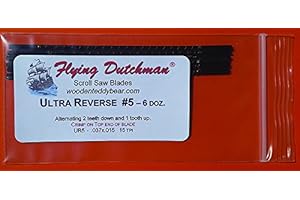 Flying Dutchman®
Scroll Saw Blades
woodenteddybear.com
ULTRA REVERSE #5 – 6 DOZ.
Alternating 2 teeth down and 1 tooth up.
CRIMP ON TOP END OF BLADE
UR5 - .037x.015 : 15 TPI